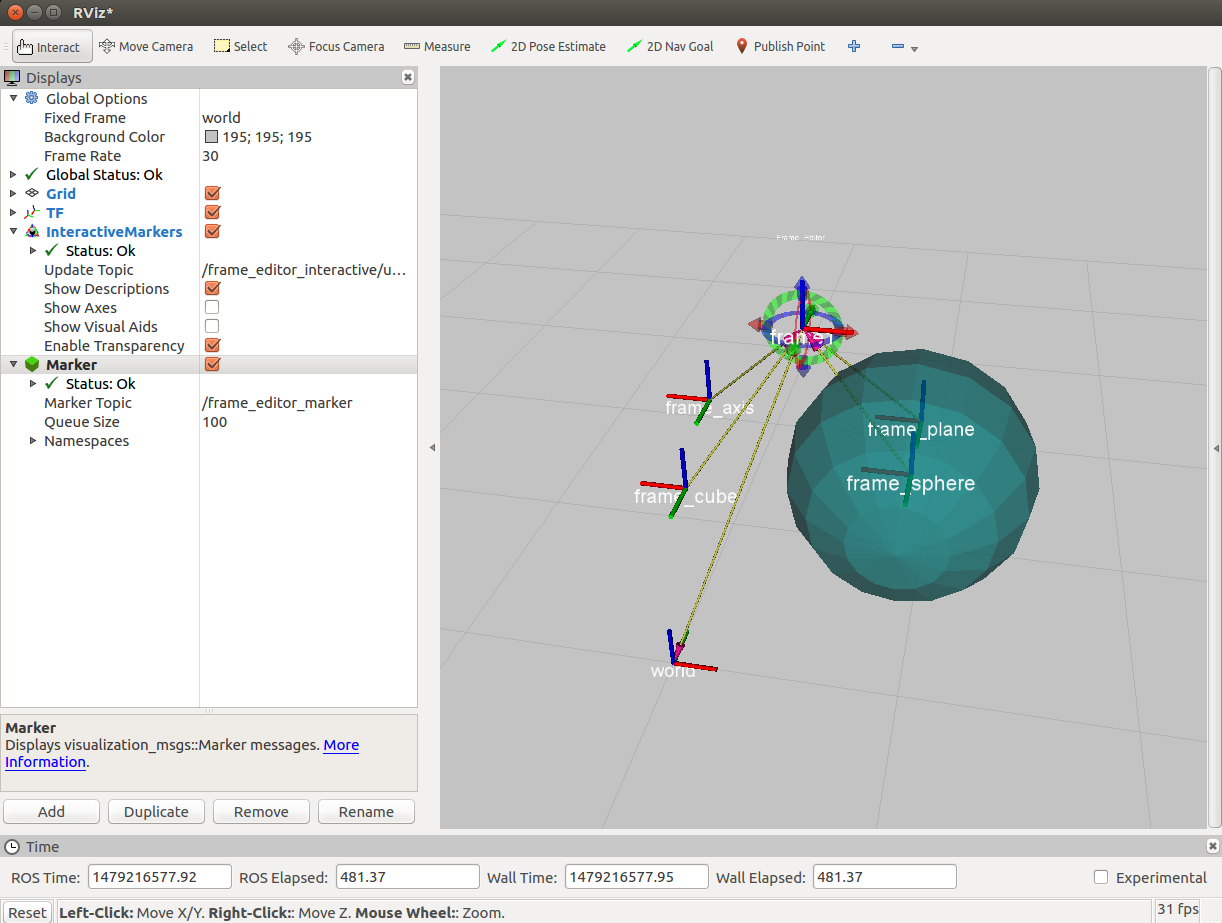 RViz*
Interact Move Camera Select Focus Camera Measure 2D Pose Estimate 2D Nav Goal Publish Point
Displays
Global Options
Fixed Frame world
Background Color 195; 195; 195
Frame Rate 30
Global Status: Ok
Grid
TF
InteractiveMarkers
Status: Ok
Update Topic /frame_editor_interactive/u...
Show Descriptions
Show Axes
Show Visual Aids
Enable Transparency
Marker
Status: Ok
Marker Topic /frame_editor_marker
Queue Size 100
Namespaces
Frame_Editor
frame1
frame_axis
frame_plane
frame_sphere
frame_cube
world
Marker
Displays visualization_msgs::Marker messages. More
Information.
Add Duplicate Remove Rename
Time
ROS Time: 1479216577.92 ROS Elapsed: 481.37 Wall Time: 1479216577.95 Wall Elapsed: 481.37 Experimental
Reset Left-Click: Move X/Y. Right-Click:: Move Z. Mouse Wheel:: Zoom. 31 fps